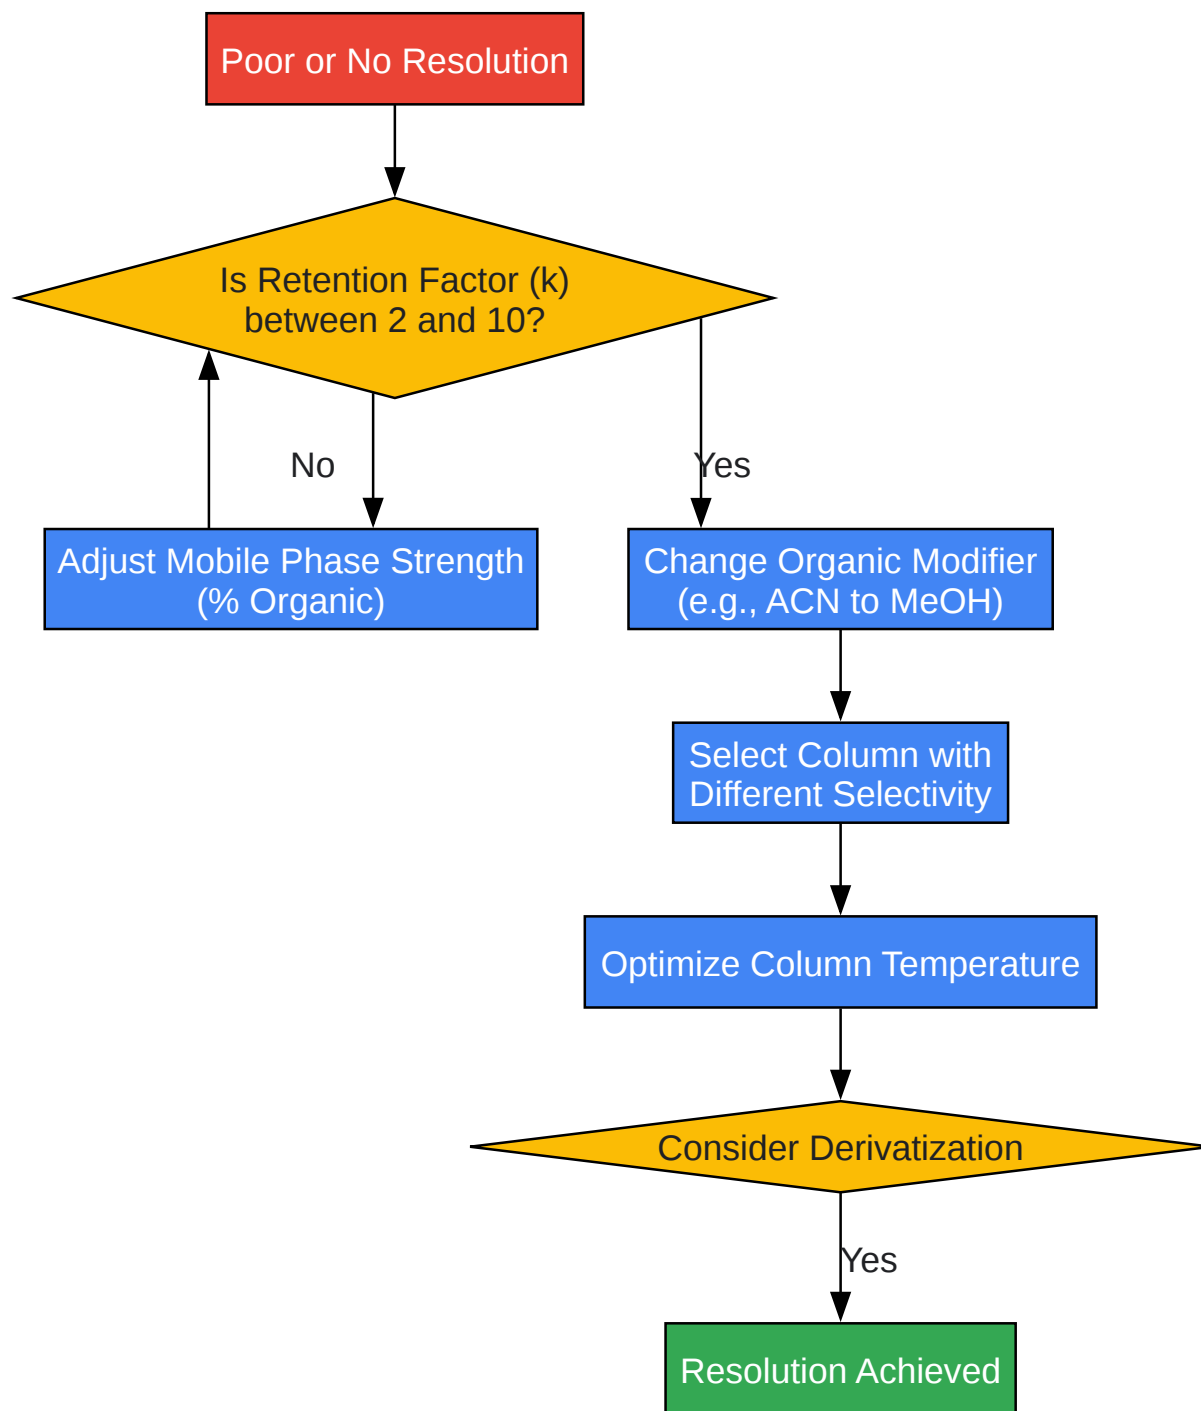 Poor or No Resolution
Is Retention Factor (k)
between 2 and 10?
No
Yes
Adjust Mobile Phase Strength
(% Organic)
Change Organic Modifier
(e.g., ACN to MeOH)
Select Column with
Different Selectivity
Optimize Column Temperature
Consider Derivatization
Yes
Resolution Achieved